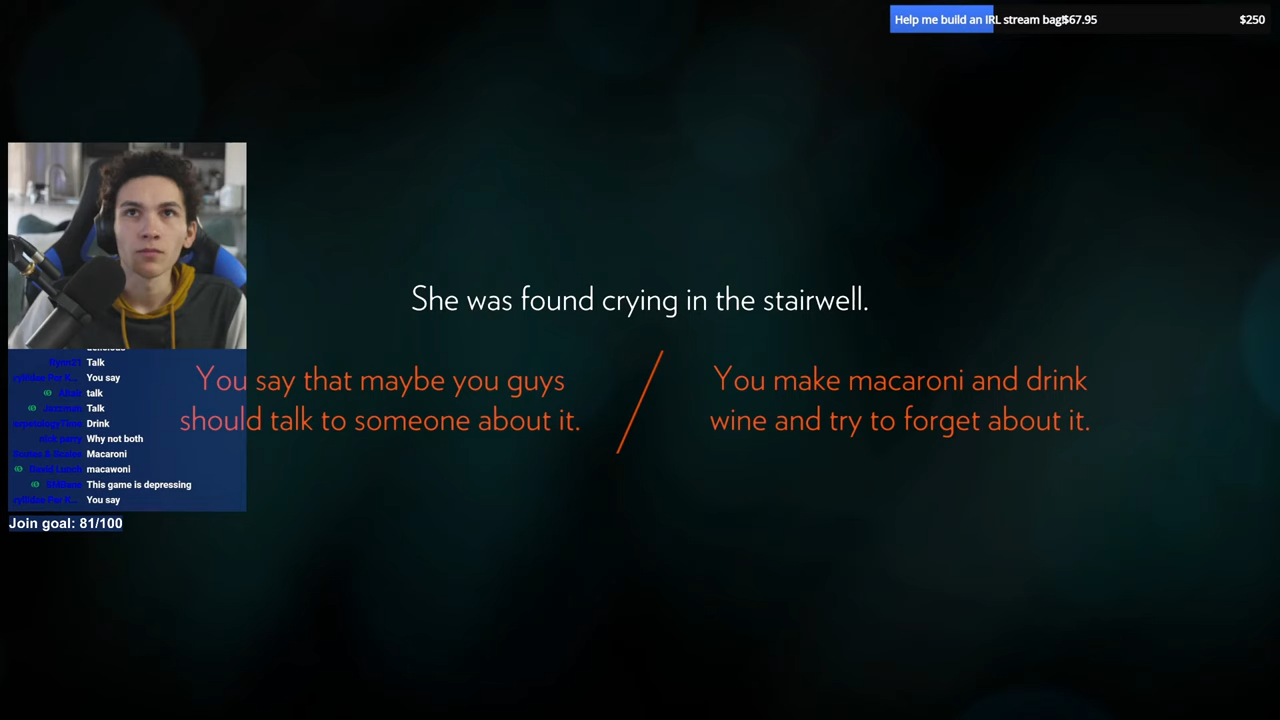 Help me build an IRL stream bag!
$67.95
$250
She was found crying in the stairwell.
You say that maybe you guys
should talk to someone about it.
You make macaroni and drink
wine and try to forget about it.
Talk
You say
talk
Talk
Drink
Why not both
Macaroni
David Lunch macawoni
This game is depressing
You say
Join goal: 81/100